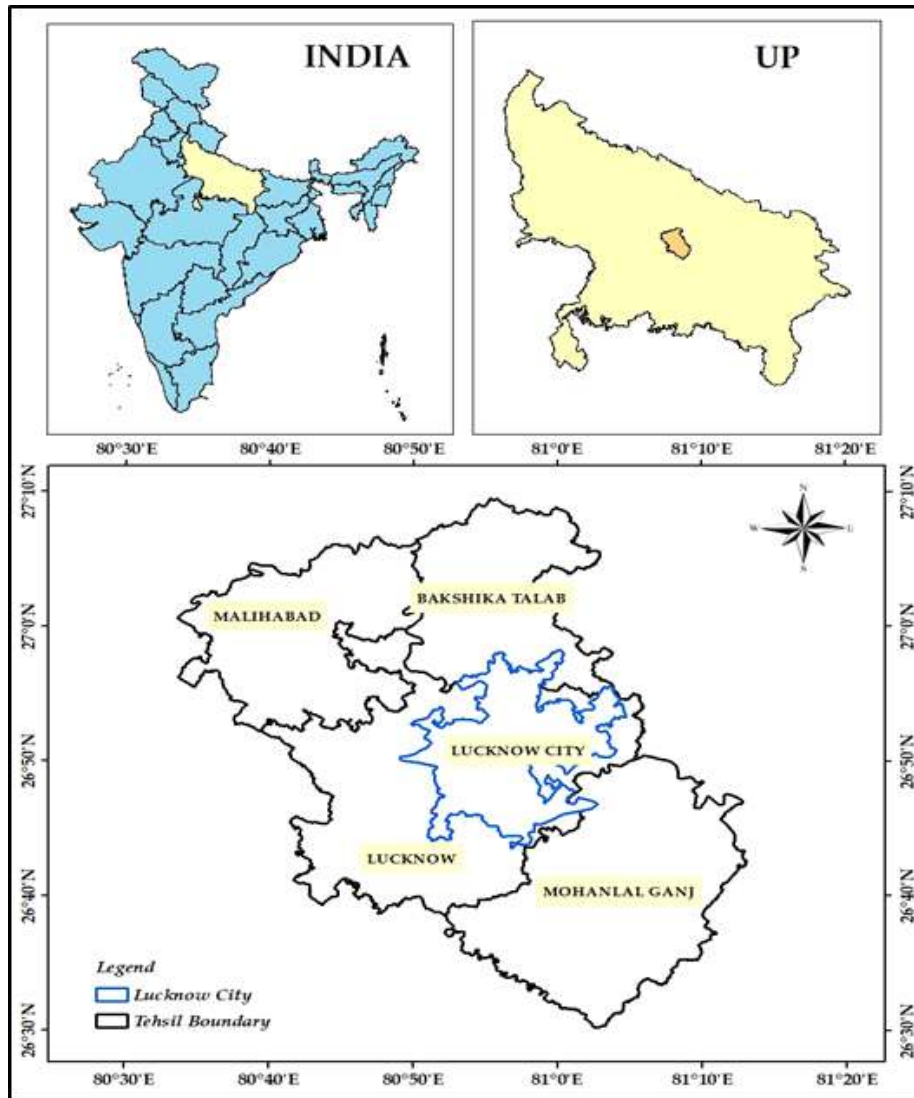 INDIA
UP
80°30'E 80°40'E 80°50'E 81°0'E 81°10'E 81°20'E
27°10'N 27°10'N
N
W E
S
BAKSHIKA TALAB
MALIHABAD
27°0'N 27°0'N
LUCKNOW CITY
26°50'N 26°50'N
LUCKNOW
MOHANLAL GANJ
26°40'N 26°40'N
Legend
Lucknow City
Tehsil Boundary
26°30'N 26°30'N
80°30'E 80°40'E 80°50'E 81°0'E 81°10'E 81°20'E